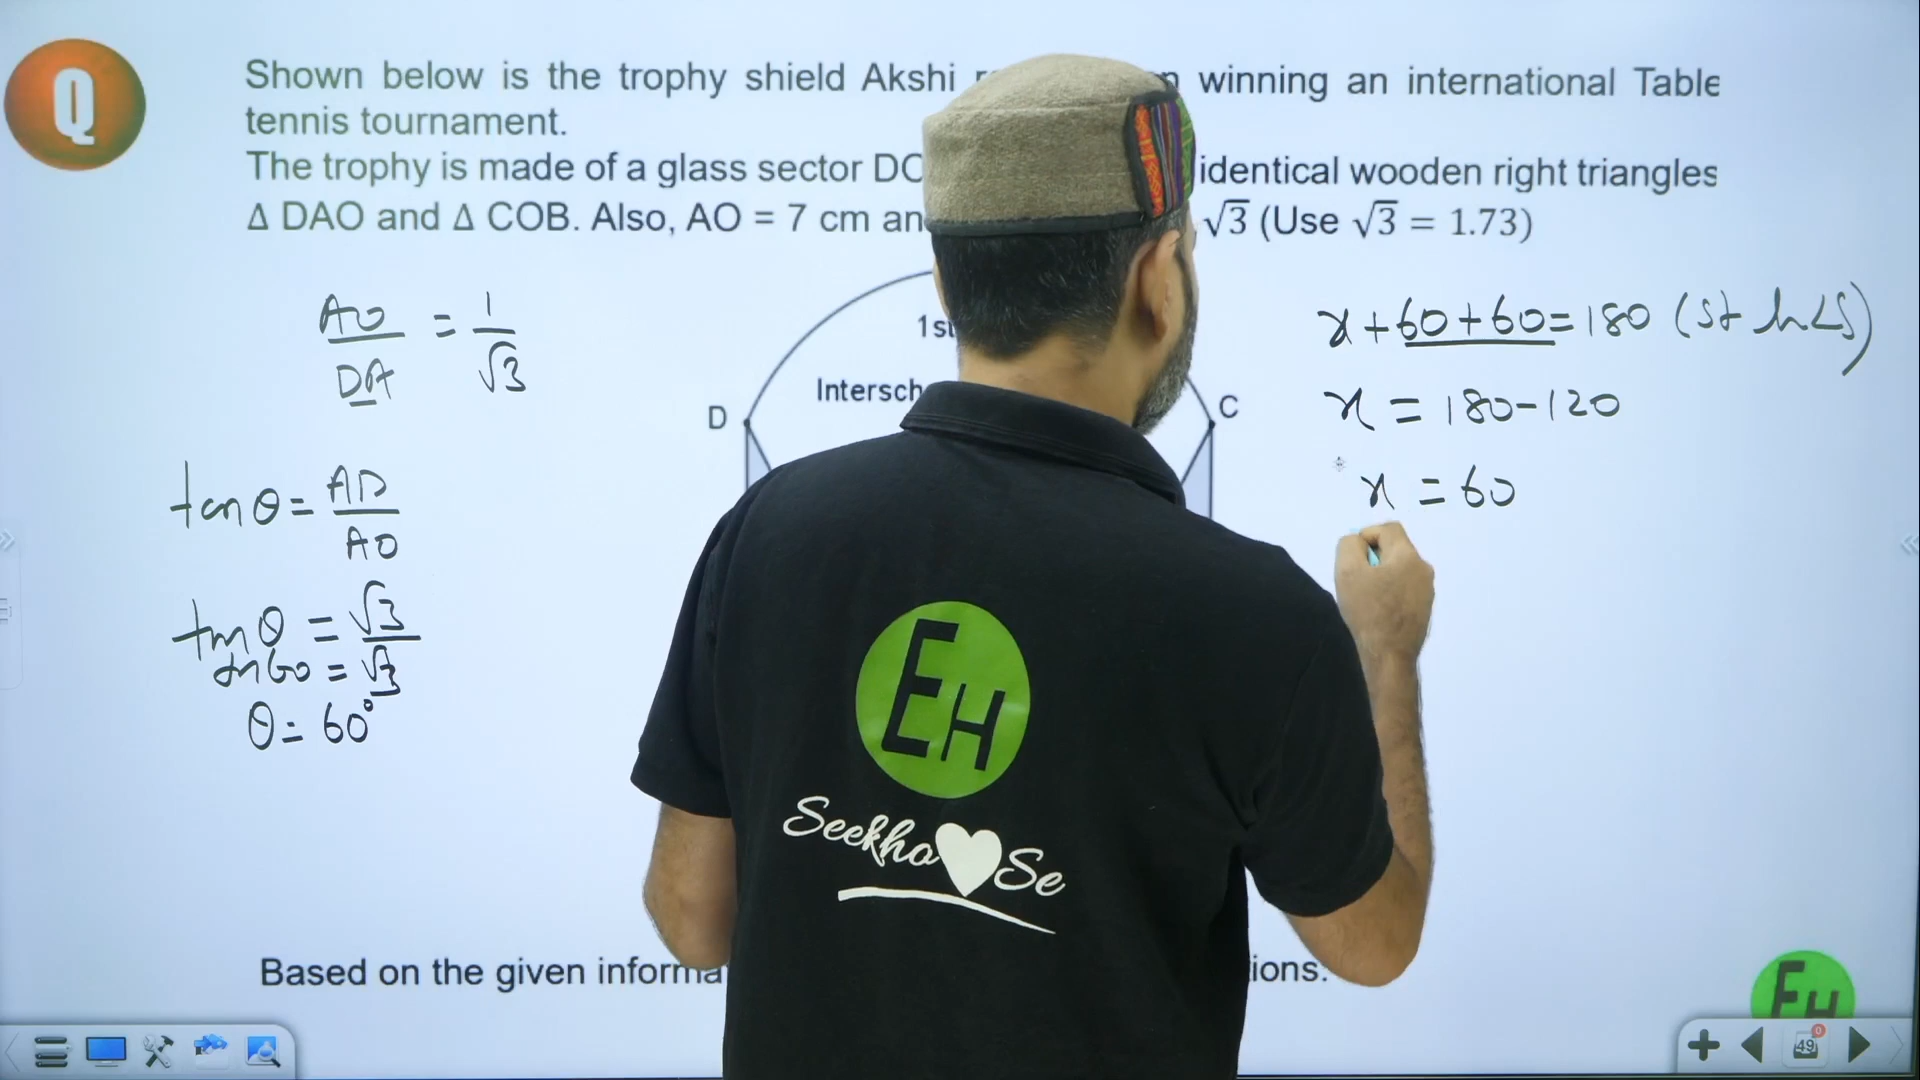 Q
Shown below is the trophy shield Akshi winning an international Table
tennis tournament.
The trophy is made of a glass sector DC identical wooden right triangles
Δ DAO and Δ COB. Also, AO = 7 cm an √3 (Use √3 = 1.73)
AO/DA = 1/√3
tanθ = AD/AO
tanθ = √3/1
tan60 = √3
θ = 60°
1st
Intersch
D
C
x + 60 + 60 = 180
x = 180 - 120
x = 60
EH
Seekho Se
Based on the given informa ions:
EH
49
0